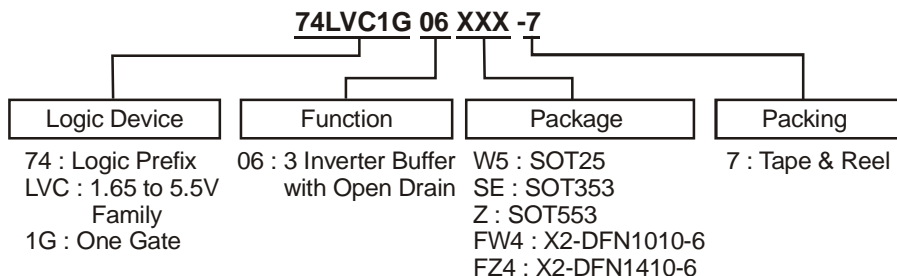 74LVC1G 06 XXX -7
Logic Device
Function
Package
Packing
74 : Logic Prefix
LVC : 1.65 to 5.5V
Family
1G : One Gate
06 : 3 Inverter Buffer
with Open Drain
W5 : SOT25
SE : SOT353
Z : SOT553
FW4 : X2-DFN1010-6
FZ4 : X2-DFN1410-6
7 : Tape & Reel